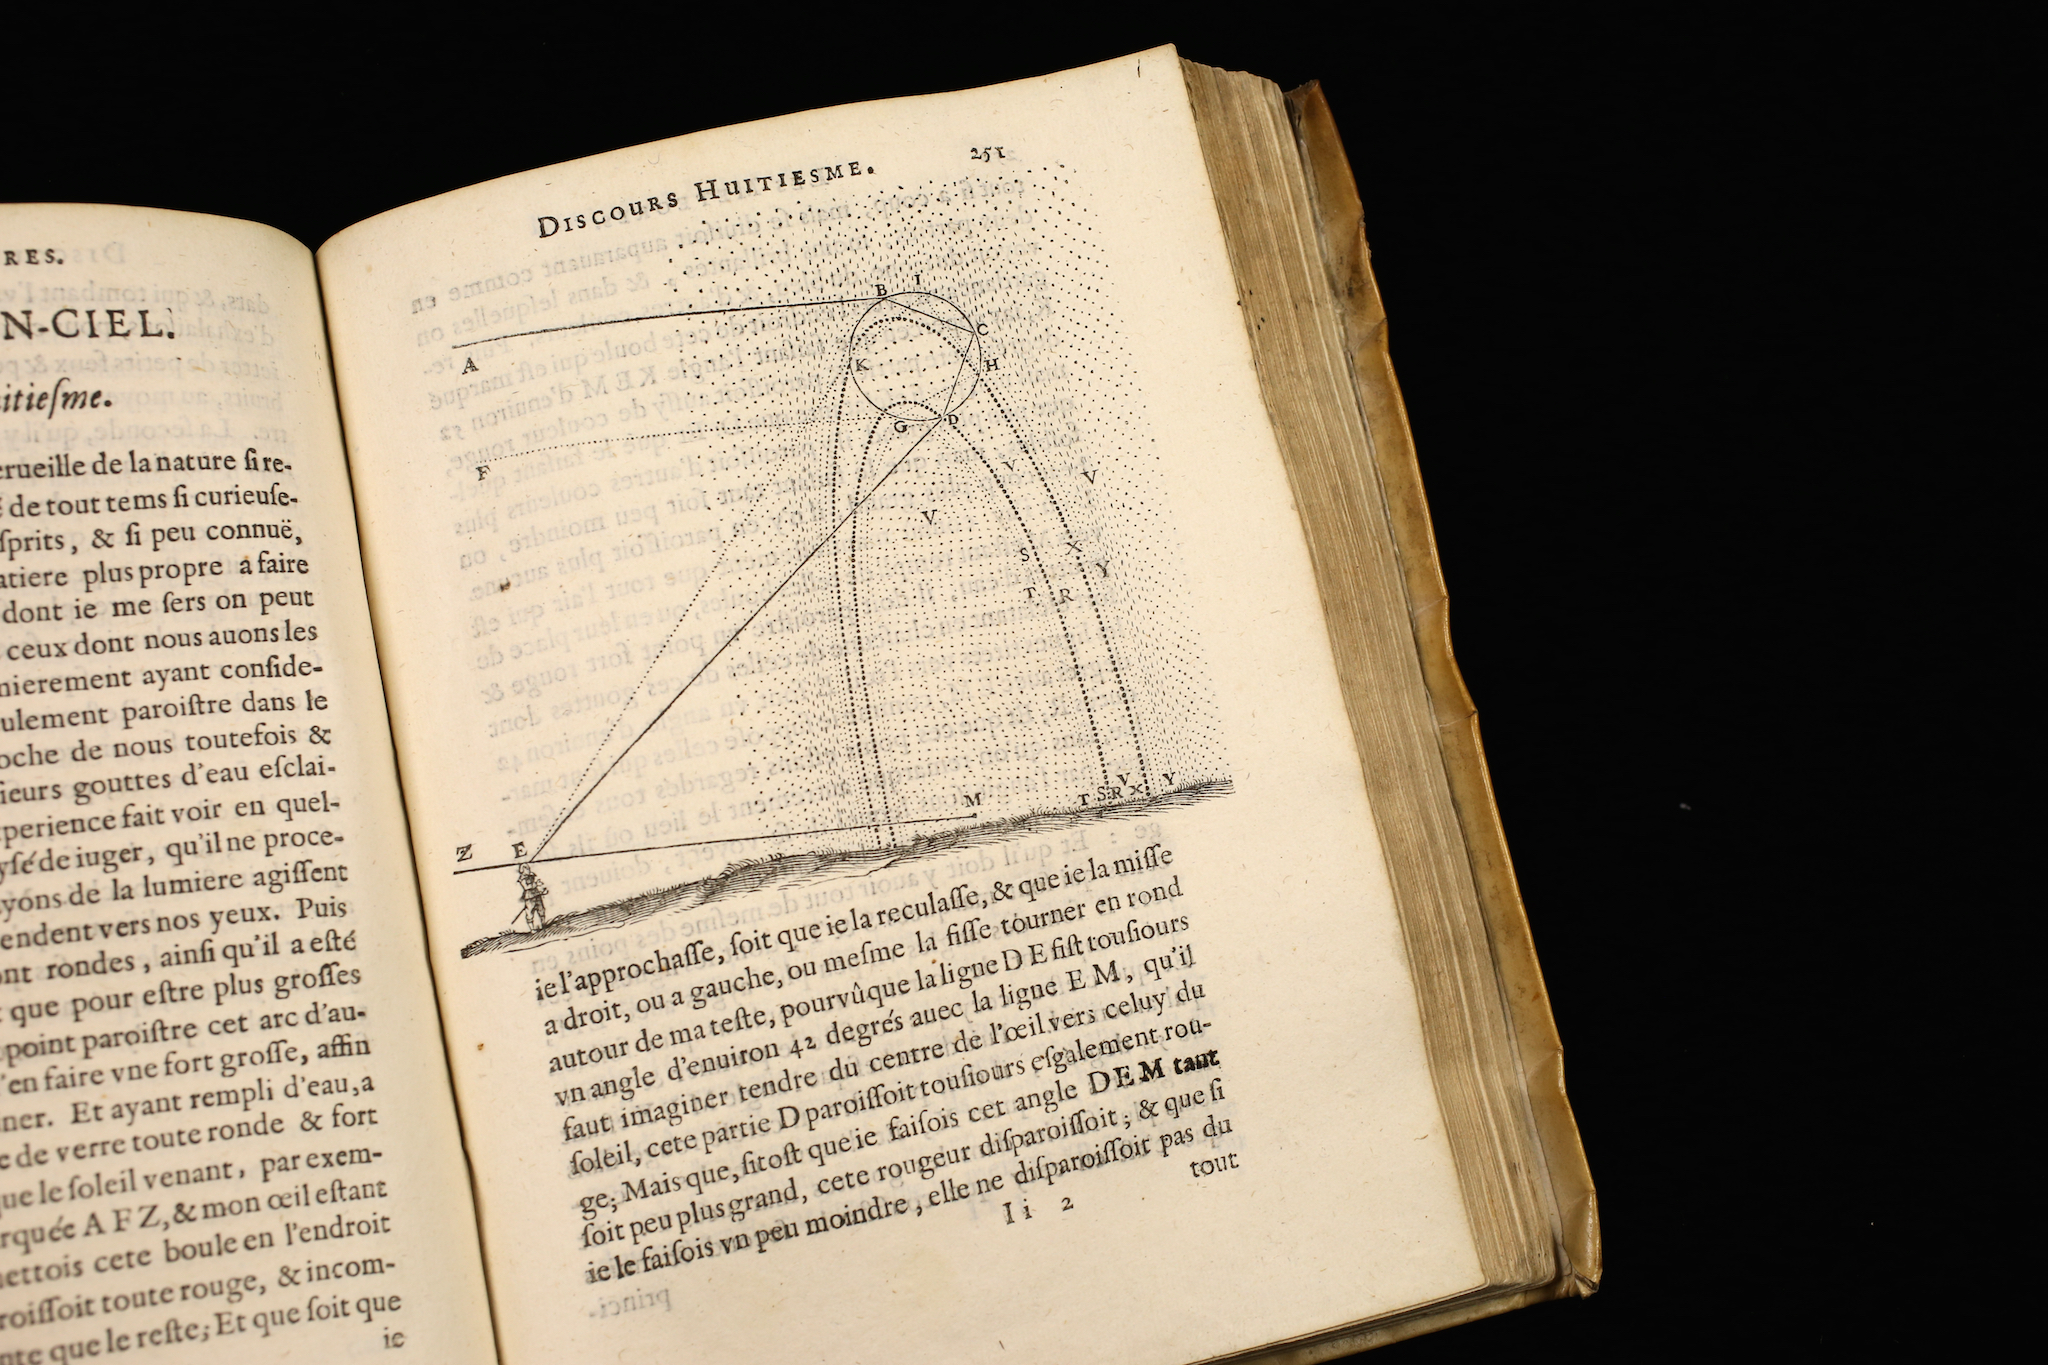 RES.
N-CIEL.
itieſme.
erueille de la nature ſi re-
de tout tems ſi curieuſe-
ſprits, & ſi peu connuë,
atiere plus propre a faire
dont ie me ſers on peut
ceux dont nous auons les
nierement ayant conſide-
ulement paroiſtre dans le
oche de nous toutefois &
ſieurs gouttes d'eau eſclai-
xperience fait voir en quel-
yſé de iuger, qu'il ne proce-
yons de la lumiere agiſſent
endent vers nos yeux. Puis
ont rondes, ainſi qu'il a eſté
que pour eſtre plus groſſes
point paroiſtre cet arc d'au-
'en faire vne fort groſſe, affin
ner. Et ayant rempli d'eau, a
e de verre toute ronde & fort
que le ſoleil venant, par exem-
rquée A F Z, & mon œil eſtant
ettois cete boule en l'endroit
roiſſoit toute rouge, & incom-
nte que le reſte; Et que ſoit que
ie
DISCOURS HUITIESME. 251
B I
C
A K H
F G D
V V
V
S X
Y
T R
M T S R V X Y
Z E
ie l'approchaſſe, ſoit que ie la reculaſſe, & que ie la miſſe
a droit, ou a gauche, ou meſme la fiſſe tourner en rond
autour de ma teſte, pourvûque la ligne D E fiſt touſiours
vn angle d'enuiron 42 degrés auec la ligne E M, qu'il
faut imaginer tendre du centre de l'œil vers celuy du
ſoleil, cete partie D paroiſſoit touſiours eſgalement rou-
ge; Mais que, ſitoſt que ie faiſois cet angle DEM tant
ſoit peu plus grand, cete rougeur diſparoiſſoit; & que ſi
ie le faiſois vn peu moindre, elle ne diſparoiſſoit pas du
I i 2 tout